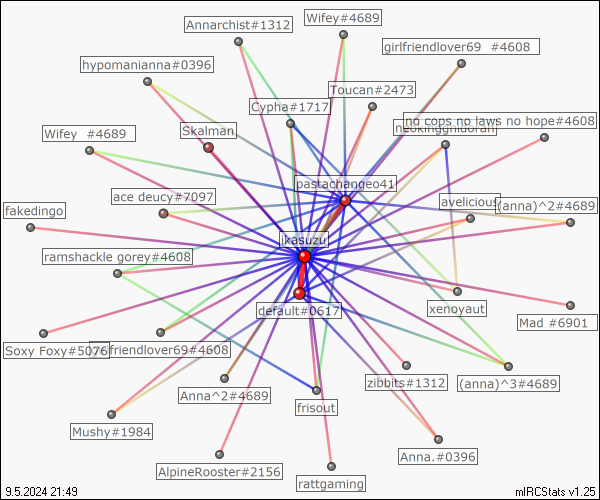 Wifey#4689
Annarchist#1312
girlfriendlover69 #4608
hypomanianna#0396
Toucan#2473
Cypha#1717
no cops no laws no hope#4608
neokingghidorah
Skalman
Wifey #4689
pastachangeo41
ace deucy#7097
avelicious
(anna)^2#4689
fakedingo
ikasuzu
ramshackle gorey#4608
xenoyaut
default#0617
Mad #6901
Soxy Foxy#5076
friendlover69#4608
zibbits#1312
(anna)^3#4689
Anna^2#4689
frisout
Mushy#1984
Anna.#0396
AlpineRooster#2156
rattgaming
9.5.2024 21:49
mIRCStats v1.25